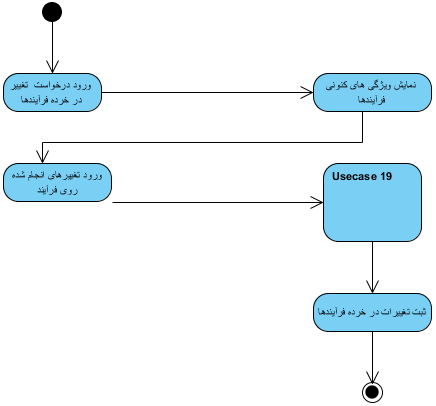 ورود درخواست تغییر
در خرده فرآیندها
نمایش ویژگی های کنونی
فرآیندها
ورود تغییرهای انجام شده
روی فرآیند
Usecase 19
ثبت تغییرات در خرده فرآیندها